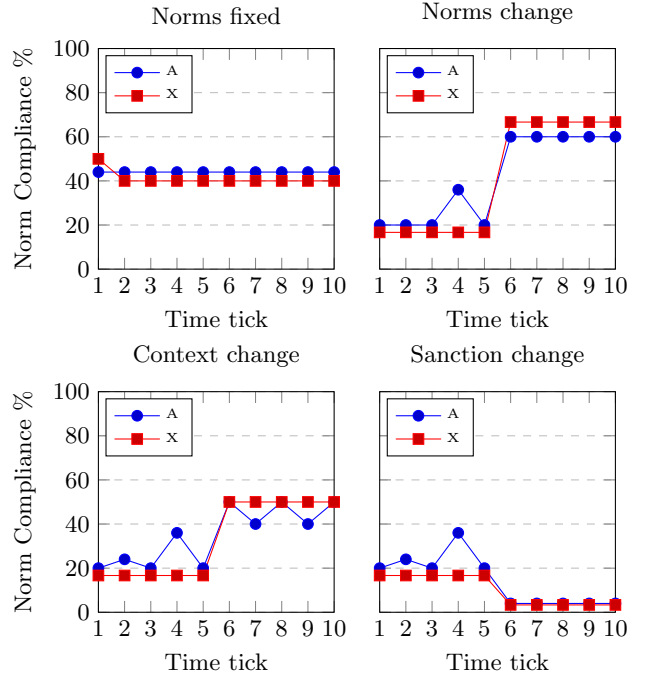 Norms fixed
Norms change
Norm Compliance %
100
80
60
40
20
0
A
X
1 2 3 4 5 6 7 8 9 10
Time tick
A
X
1 2 3 4 5 6 7 8 9 10
Time tick
Context change
Sanction change
Norm Compliance %
100
80
60
40
20
0
A
X
1 2 3 4 5 6 7 8 9 10
Time tick
A
X
1 2 3 4 5 6 7 8 9 10
Time tick